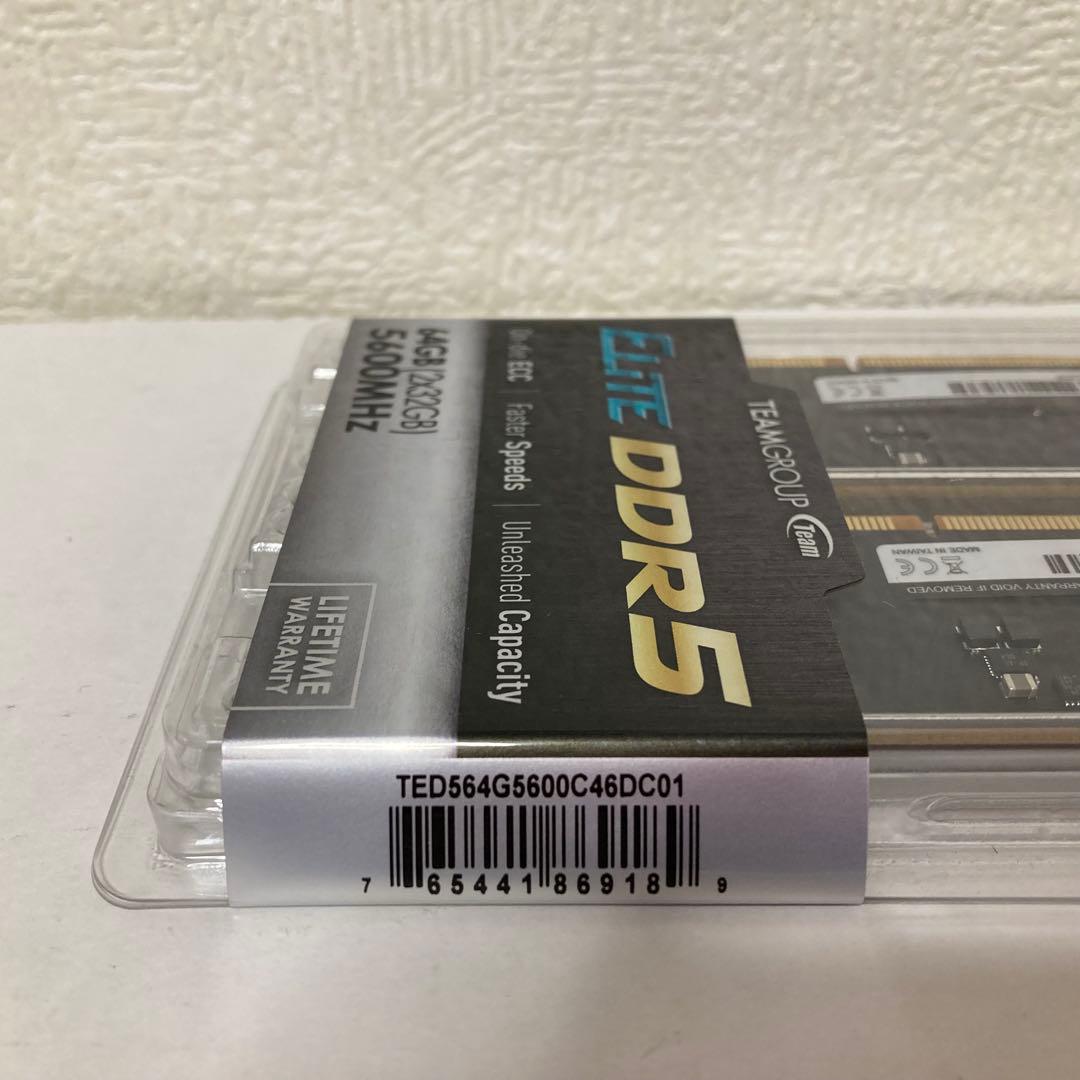 TEAMGROUP Team
ELITE DDR5
On-die ECC | Faster Speeds | Unleashed Capacity
64GB (2x32GB)
5600MHz
LIFETIME
WARRANTY
TED564G5600C46DC01
7 65441 86918 9
MADE IN TAIWAN
WARRANTY VOID IF REMOVED